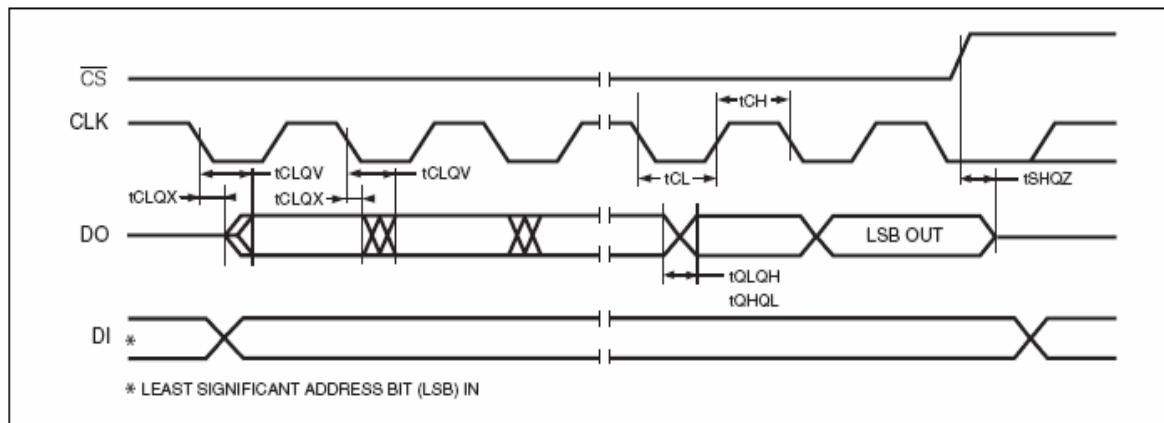 CS
CLK
tCH
tCLQV
tCLQV
tCL
tSHQZ
tCLQX
tCLQX
DO
LSB OUT
tQLQH
tQHQL
DI
*
* LEAST SIGNIFICANT ADDRESS BIT (LSB) IN